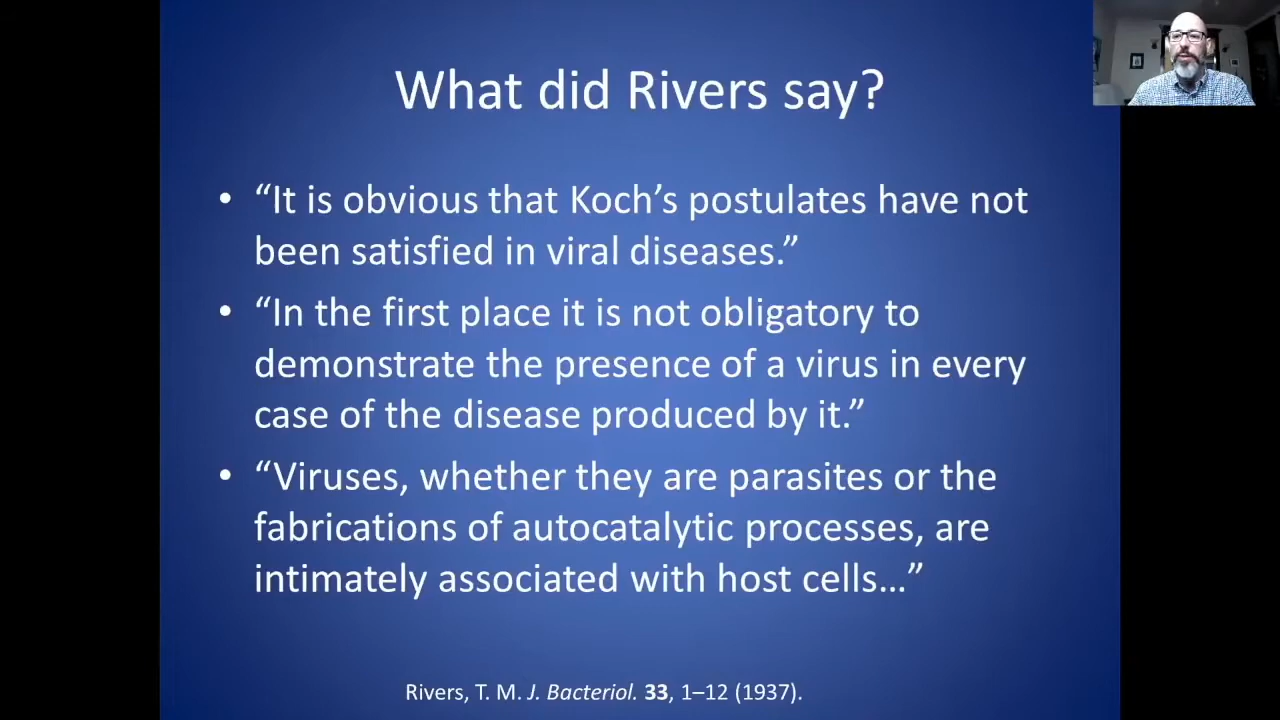 What did Rivers say?
• “It is obvious that Koch’s postulates have not
been satisfied in viral diseases.”
• “In the first place it is not obligatory to
demonstrate the presence of a virus in every
case of the disease produced by it.”
• “Viruses, whether they are parasites or the
fabrications of autocatalytic processes, are
intimately associated with host cells…”
Rivers, T. M. J. Bacteriol. 33, 1–12 (1937).